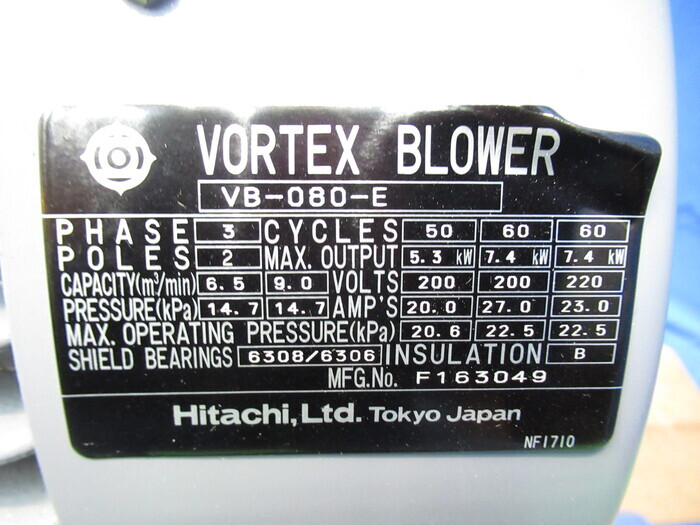 VORTEX BLOWER
VB-080-E
PHASE 3 CYCLES 50 60 60
POLES 2 MAX. OUTPUT 5.3 kW 7.4 kW 7.4 kW
CAPACITY(m³/min) 6.5 9.0 VOLTS 200 200 220
PRESSURE(kPa) 14.7 14.7 AMP'S 20.0 27.0 23.0
MAX. OPERATING PRESSURE(kPa) 20.6 22.5 22.5
SHIELD BEARINGS 6308/6306 INSULATION B
MFG.No. F163049
Hitachi,Ltd. Tokyo Japan
NF1710